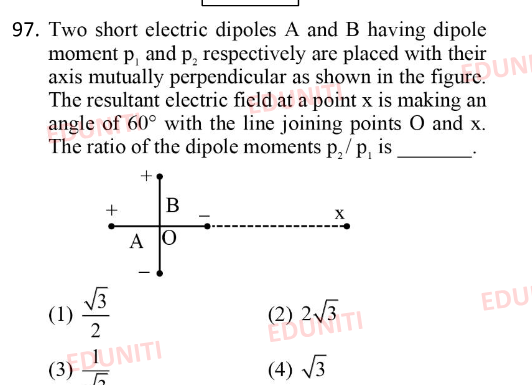 97. Two short electric dipoles A and B having dipole
moment p₁ and p₂ respectively are placed with their
axis mutually perpendicular as shown in the figure.
The resultant electric field at a point x is making an
angle of 60° with the line joining points O and x.
The ratio of the dipole moments p₂ / p₁ is ________.
+
+ B − x
A O
−
(1) √3/2 (2) 2√3
(3) 1/√3 (4) √3
EDUNITI
EDUNITI
EDUNITI
EDUNITI